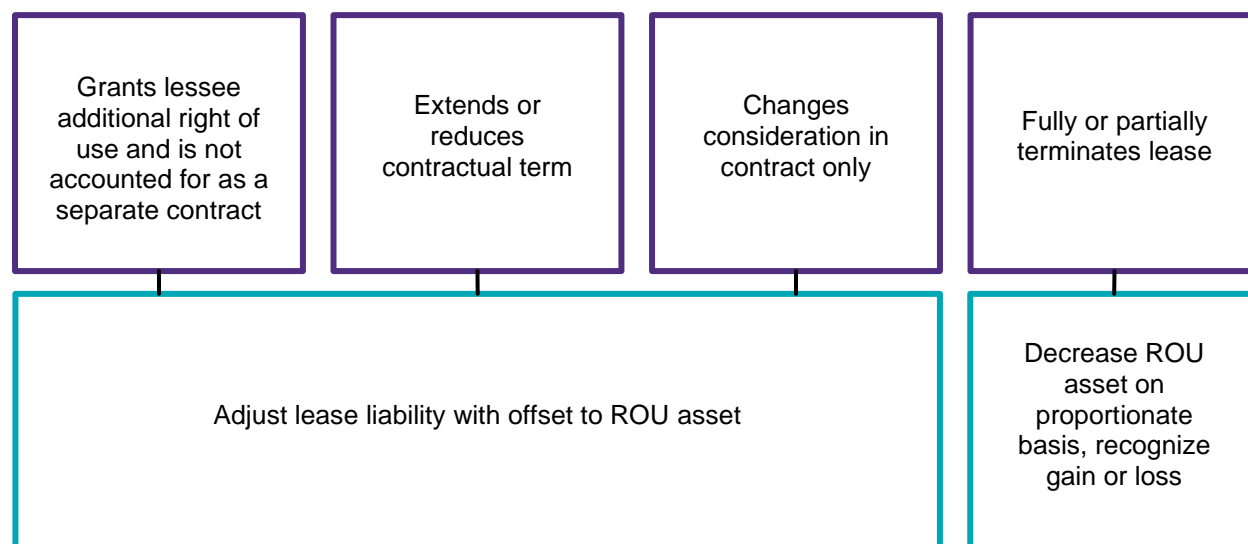 Grants lessee
additional right of
use and is not
accounted for as a
separate contract
Extends or
reduces
contractual term
Changes
consideration in
contract only
Fully or partially
terminates lease
Adjust lease liability with offset to ROU asset
Decrease ROU
asset on
proportionate
basis, recognize
gain or loss